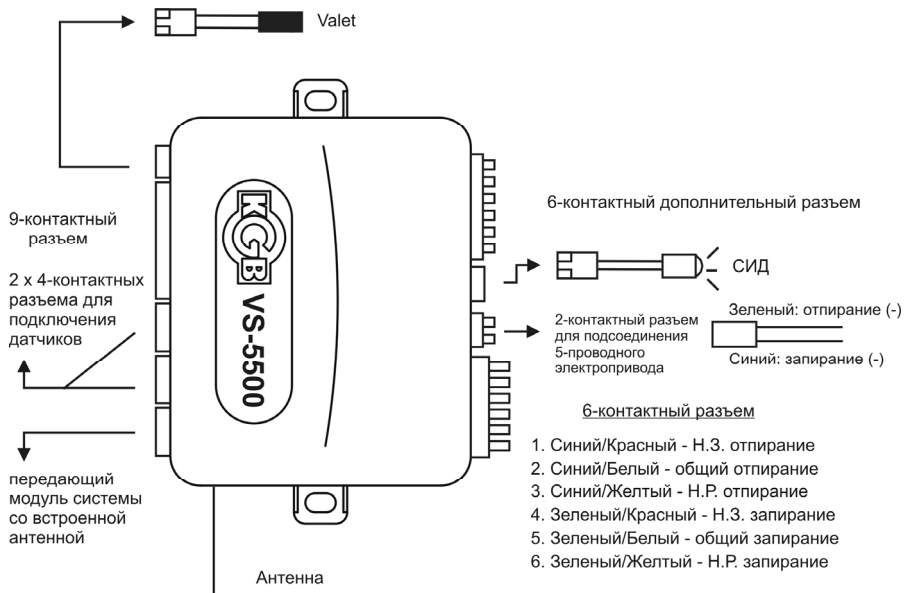 Valet
9-контактный
разъем
2 x 4-контактных
разъема для
подключения
датчиков
передающий
модуль системы
со встроенной
антенной
VS-5500
Антенна
6-контактный дополнительный разъем
СИД
2-контактный разъем
для подсоединения
5-проводного
электропривода
Зеленый: отпирание (-)
Синий: запирание (-)
6-контактный разъем
1. Синий/Красный - Н.З. отпирание
2. Синий/Белый - общий отпирание
3. Синий/Желтый - Н.Р. отпирание
4. Зеленый/Красный - Н.З. запирание
5. Зеленый/Белый - общий запирание
6. Зеленый/Желтый - Н.Р. запирание